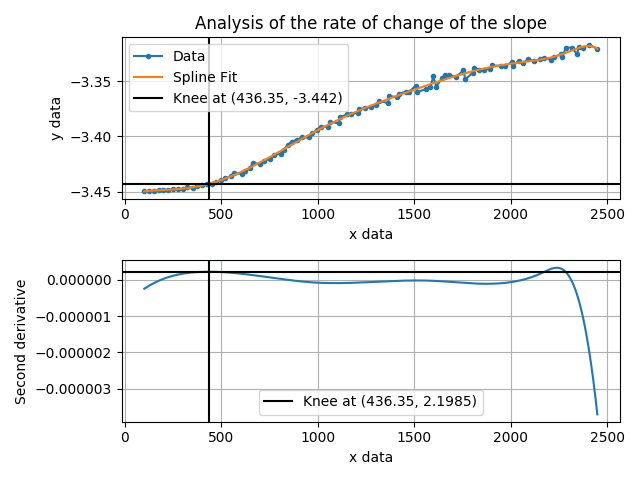 Analysis of the rate of change of the slope
Data
Spline Fit
Knee at (436.35, -3.442)
y data
−3.35
−3.40
−3.45
0 500 1000 1500 2000 2500
x data
Second derivative
0.000000
−0.000001
−0.000002
−0.000003
Knee at (436.35, 2.1985)
0 500 1000 1500 2000 2500
x data